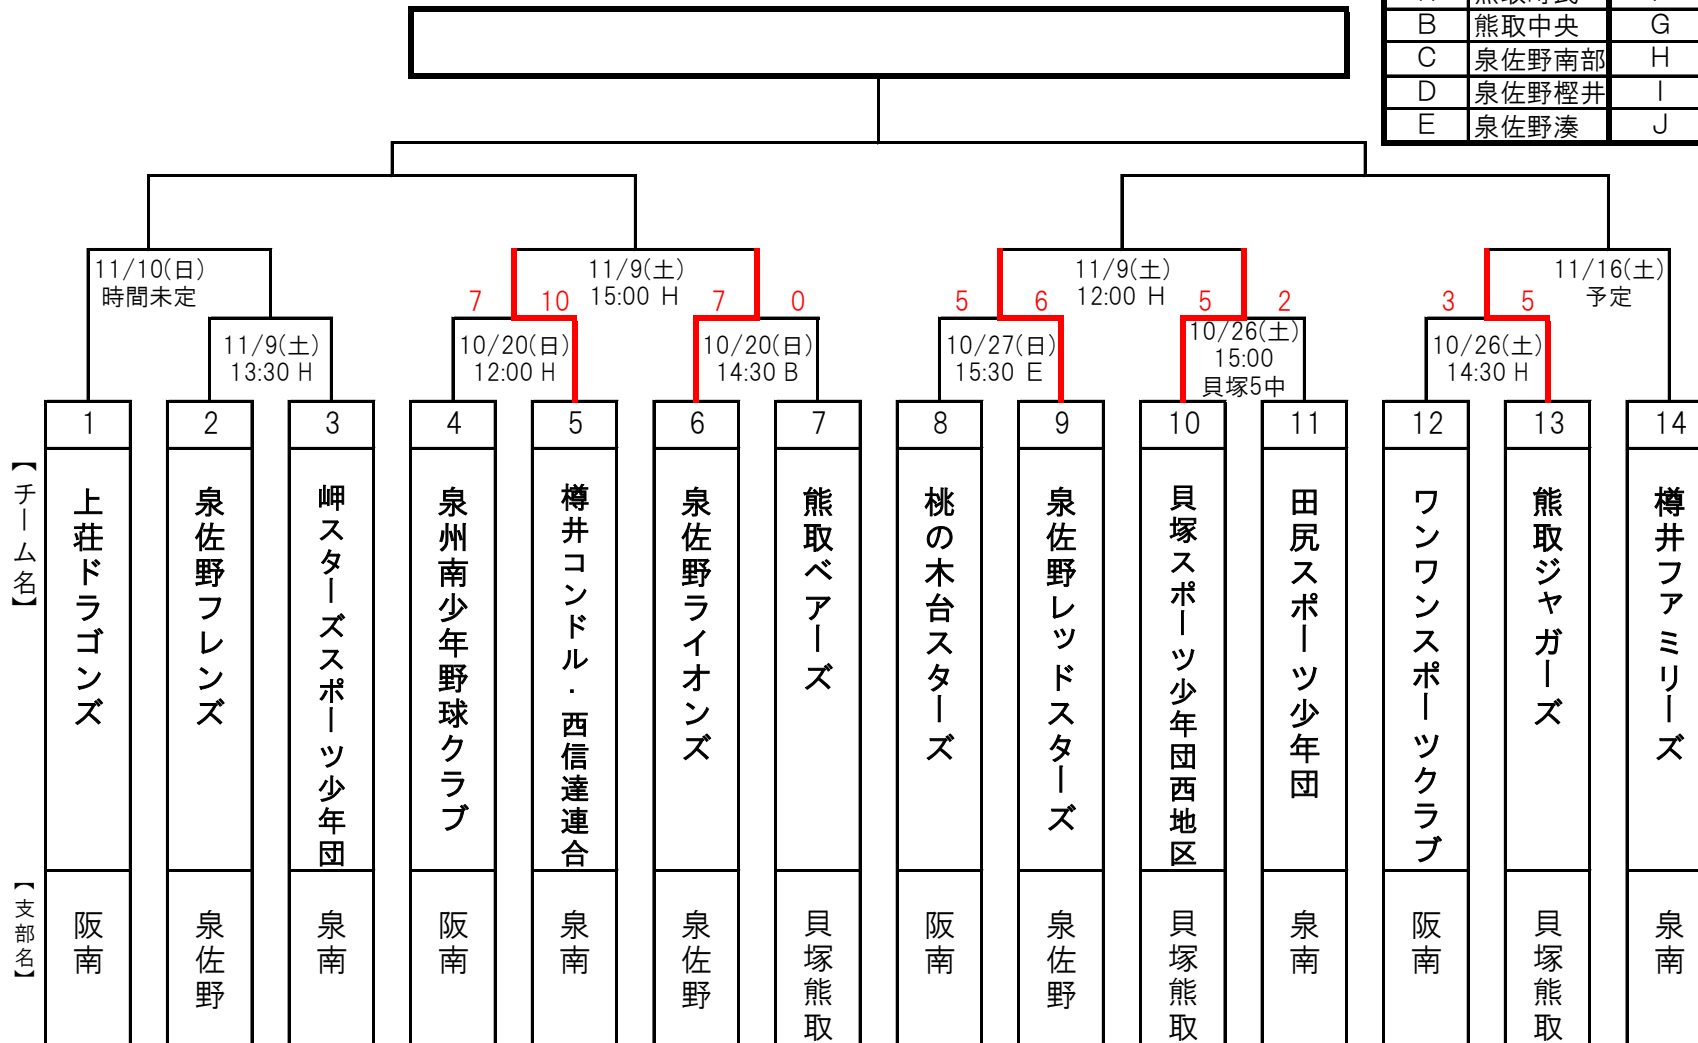 B 熊取中央 G
C 泉佐野南部 H
D 泉佐野樫井 I
E 泉佐野湊 J
11/10(日)
時間未定
11/9(土)
15:00 H
11/9(土)
12:00 H
11/16(土)
予定
7 10 7 0 5 6 5 2 3 5
11/9(土)
13:30 H
10/20(日)
12:00 H
10/20(日)
14:30 B
10/27(日)
15:30 E
10/26(土)
15:00
貝塚5中
10/26(土)
14:30 H
1 2 3 4 5 6 7 8 9 10 11 12 13 14
【チーム名】
上荘ドラゴンズ
泉佐野フレンズ
岬スターズスポーツ少年団
泉州南少年野球クラブ
樽井コンドル・西信達連合
泉佐野ライオンズ
熊取ベアーズ
桃の木台スターズ
泉佐野レッドスターズ
貝塚スポーツ少年団西地区
田尻スポーツ少年団
ワンワンスポーツクラブ
熊取ジャガーズ
樽井ファミリーズ
【支部名】
阪南
泉佐野
泉南
阪南
泉南
泉佐野
貝塚熊取
阪南
泉佐野
貝塚熊取
泉南
阪南
貝塚熊取
泉南